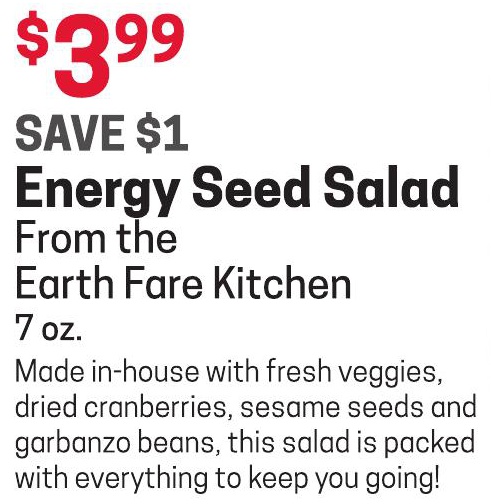 $3.99
SAVE $1
Energy Seed Salad
From the
Earth Fare Kitchen
7 oz.
Made in-house with fresh veggies,
dried cranberries, sesame seeds and
garbanzo beans, this salad is packed
with everything to keep you going!